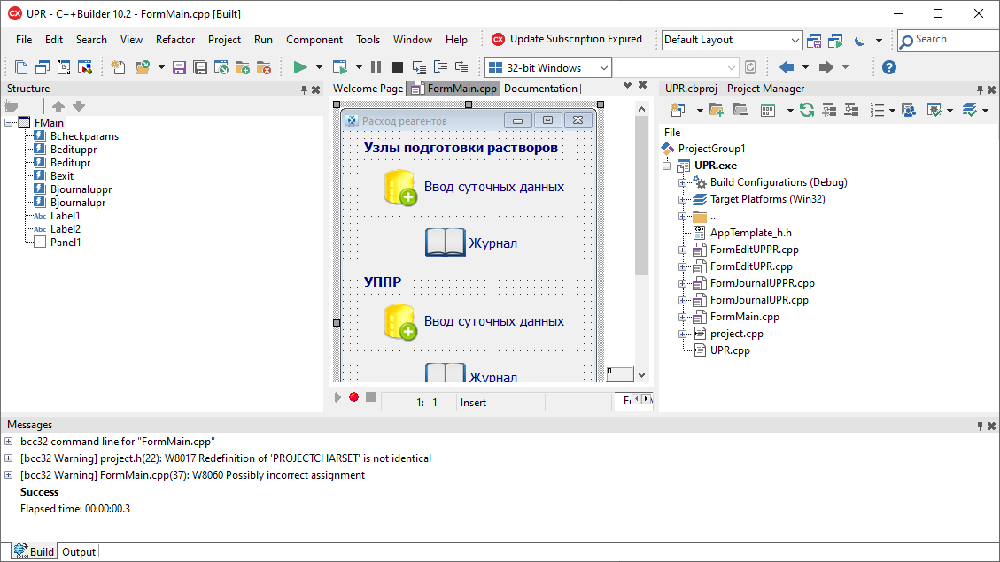 UPR - C++Builder 10.2 - FormMain.cpp [Built]
File Edit Search View Refactor Project Run Component Tools Window Help
Update Subscription Expired
Default Layout
Search
32-bit Windows
Structure
FMain
Bcheckparams
Bedituppr
Beditupr
Bexit
Bjournaluppr
Bjournalupr
Abc Label1
Abc Label2
Panel1
Welcome Page FormMain.cpp Documentation
Расход реагентов
Узлы подготовки растворов
Ввод суточных данных
Журнал
УППР
Ввод суточных данных
Журнал
1: 1 Insert
UPR.cbproj - Project Manager
File
ProjectGroup1
UPR.exe
Build Configurations (Debug)
Target Platforms (Win32)
..
AppTemplate_h.h
FormEditUPPR.cpp
FormEditUPR.cpp
FormJournalUPPR.cpp
FormJournalUPR.cpp
FormMain.cpp
project.cpp
UPR.cpp
Messages
bcc32 command line for "FormMain.cpp"
[bcc32 Warning] project.h(22): W8017 Redefinition of 'PROJECTCHARSET' is not identical
[bcc32 Warning] FormMain.cpp(37): W8060 Possibly incorrect assignment
Success
Elapsed time: 00:00:00.3
Build Output